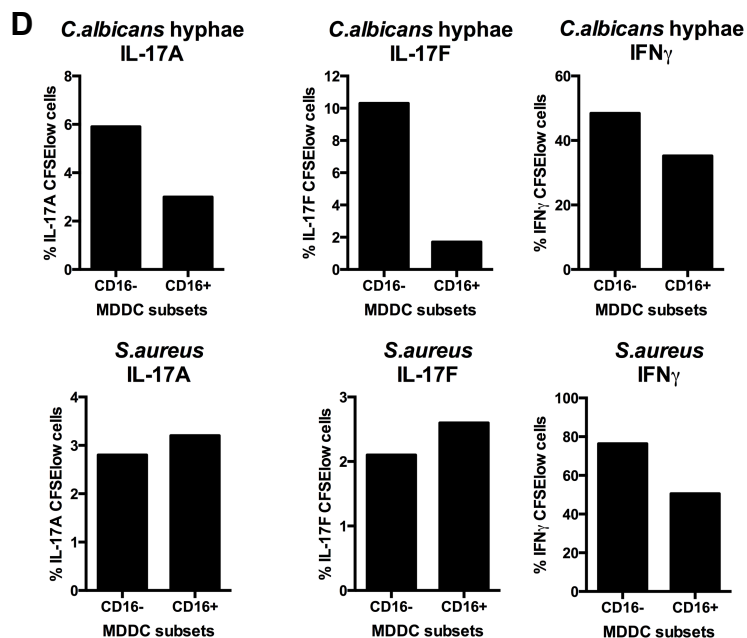 D
C.albicans hyphae
IL-17A
% IL-17A CFSElow cells
8
6
4
2
0
CD16-
CD16+
MDDC subsets
C.albicans hyphae
IL-17F
% IL-17F CFSElow cells
12
10
8
6
4
2
0
CD16-
CD16+
MDDC subsets
C.albicans hyphae
IFNγ
% IFNγ CFSElow cells
60
40
20
0
CD16-
CD16+
MDDC subsets
S.aureus
IL-17A
% IL-17A CFSElow cells
4
3
2
1
0
CD16-
CD16+
MDDC subsets
S.aureus
IL-17F
% IL-17F CFSElow cells
3
2
1
0
CD16-
CD16+
MDDC subsets
S.aureus
IFNγ
% IFNγ CFSElow cells
100
80
60
40
20
0
CD16-
CD16+
MDDC subsets